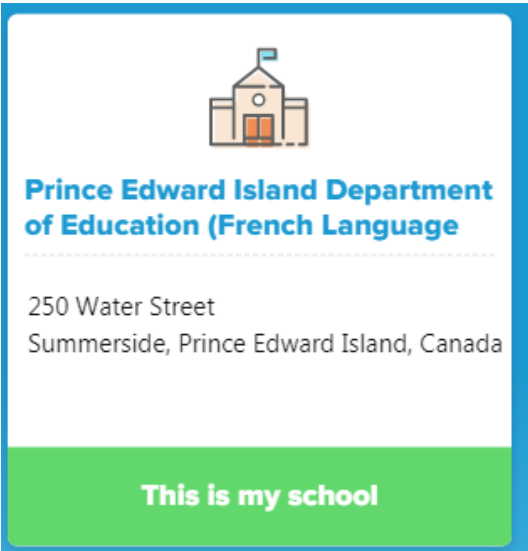 Prince Edward Island Department
of Education (French Language
250 Water Street
Summerside, Prince Edward Island, Canada
This is my school